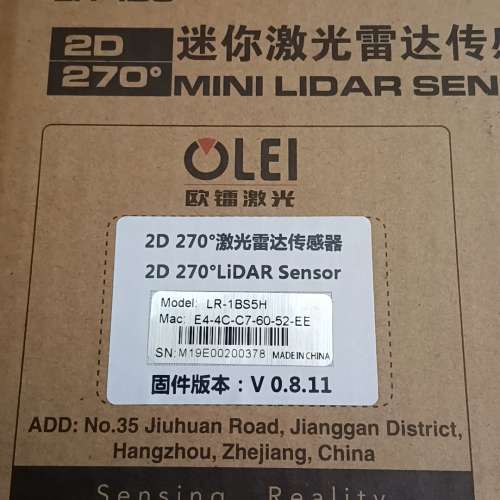 2D
270°
迷你激光雷达传
MINI LIDAR SEN
OLEI
欧镭激光
2D 270°激光雷达传感器
2D 270°LiDAR Sensor
Model: LR-1BS5H
Mac: E4-4C-C7-60-52-EE
SN: M19E00200378 MADE IN CHINA
固件版本：V 0.8.11
ADD: No.35 Jiuhuan Road, Jianggan District,
Hangzhou, Zhejiang, China
Sensing Reality